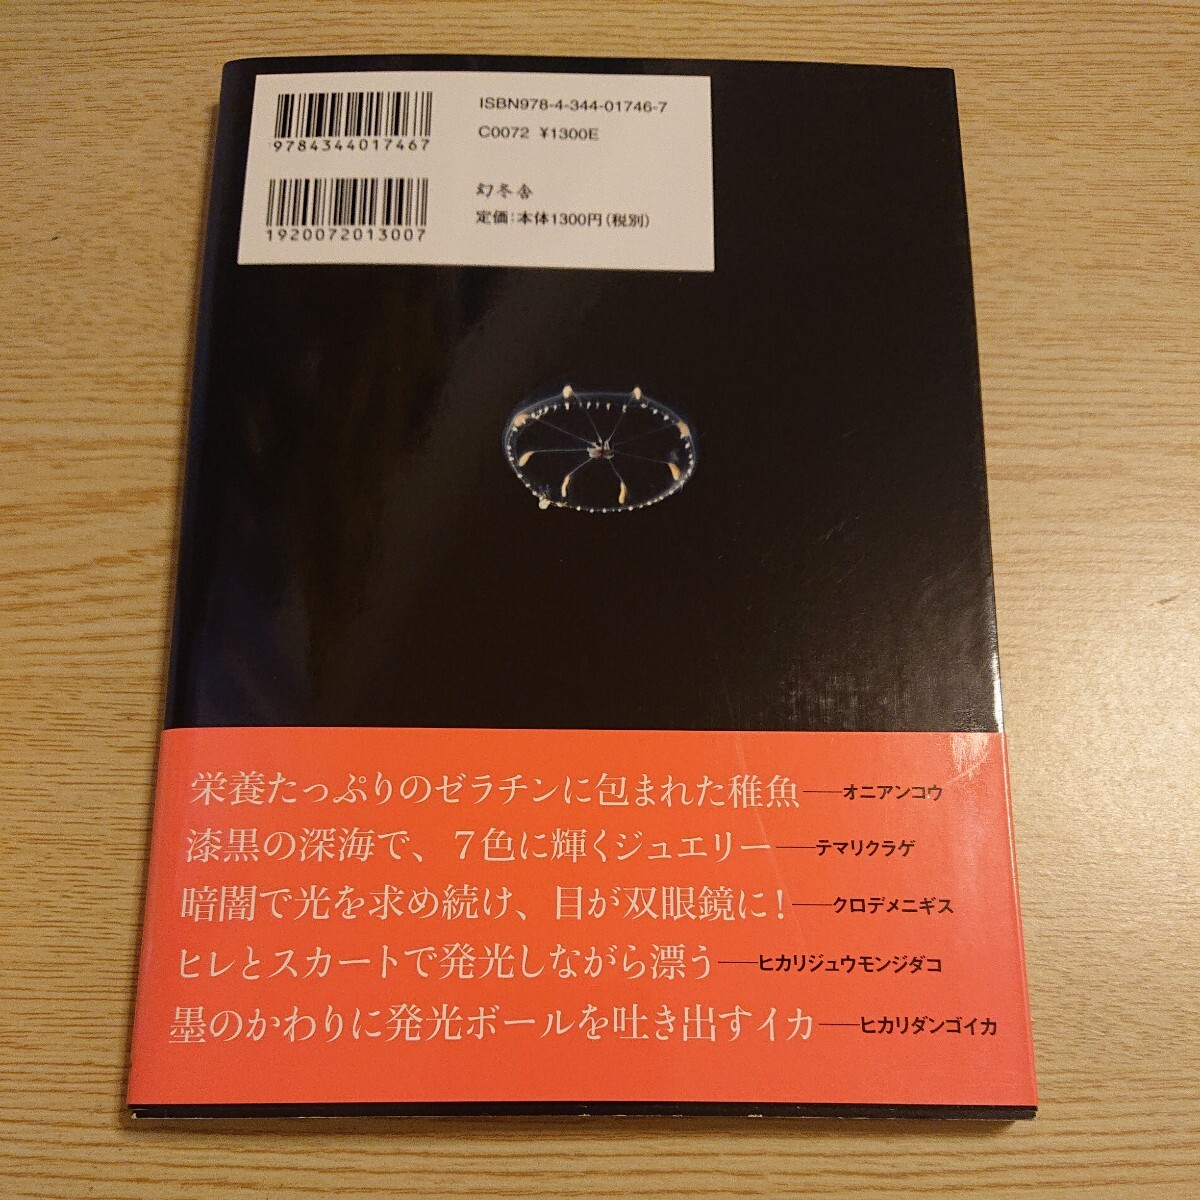 ISBN978-4-344-01746-7
C0072 ¥1300E
9784344017467
幻冬舎
定価：本体1300円（税別）
1920072013007
栄養たっぷりのゼラチンに包まれた稚魚──オニアンコウ
漆黒の深海で、７色に輝くジュエリー──テマリクラゲ
暗闇で光を求め続け、目が双眼鏡に！──クロデメニギス
ヒレとスカートで発光しながら漂う──ヒカリジュウモンジダコ
墨のかわりに発光ボールを吐き出すイカ──ヒカリダンゴイカ